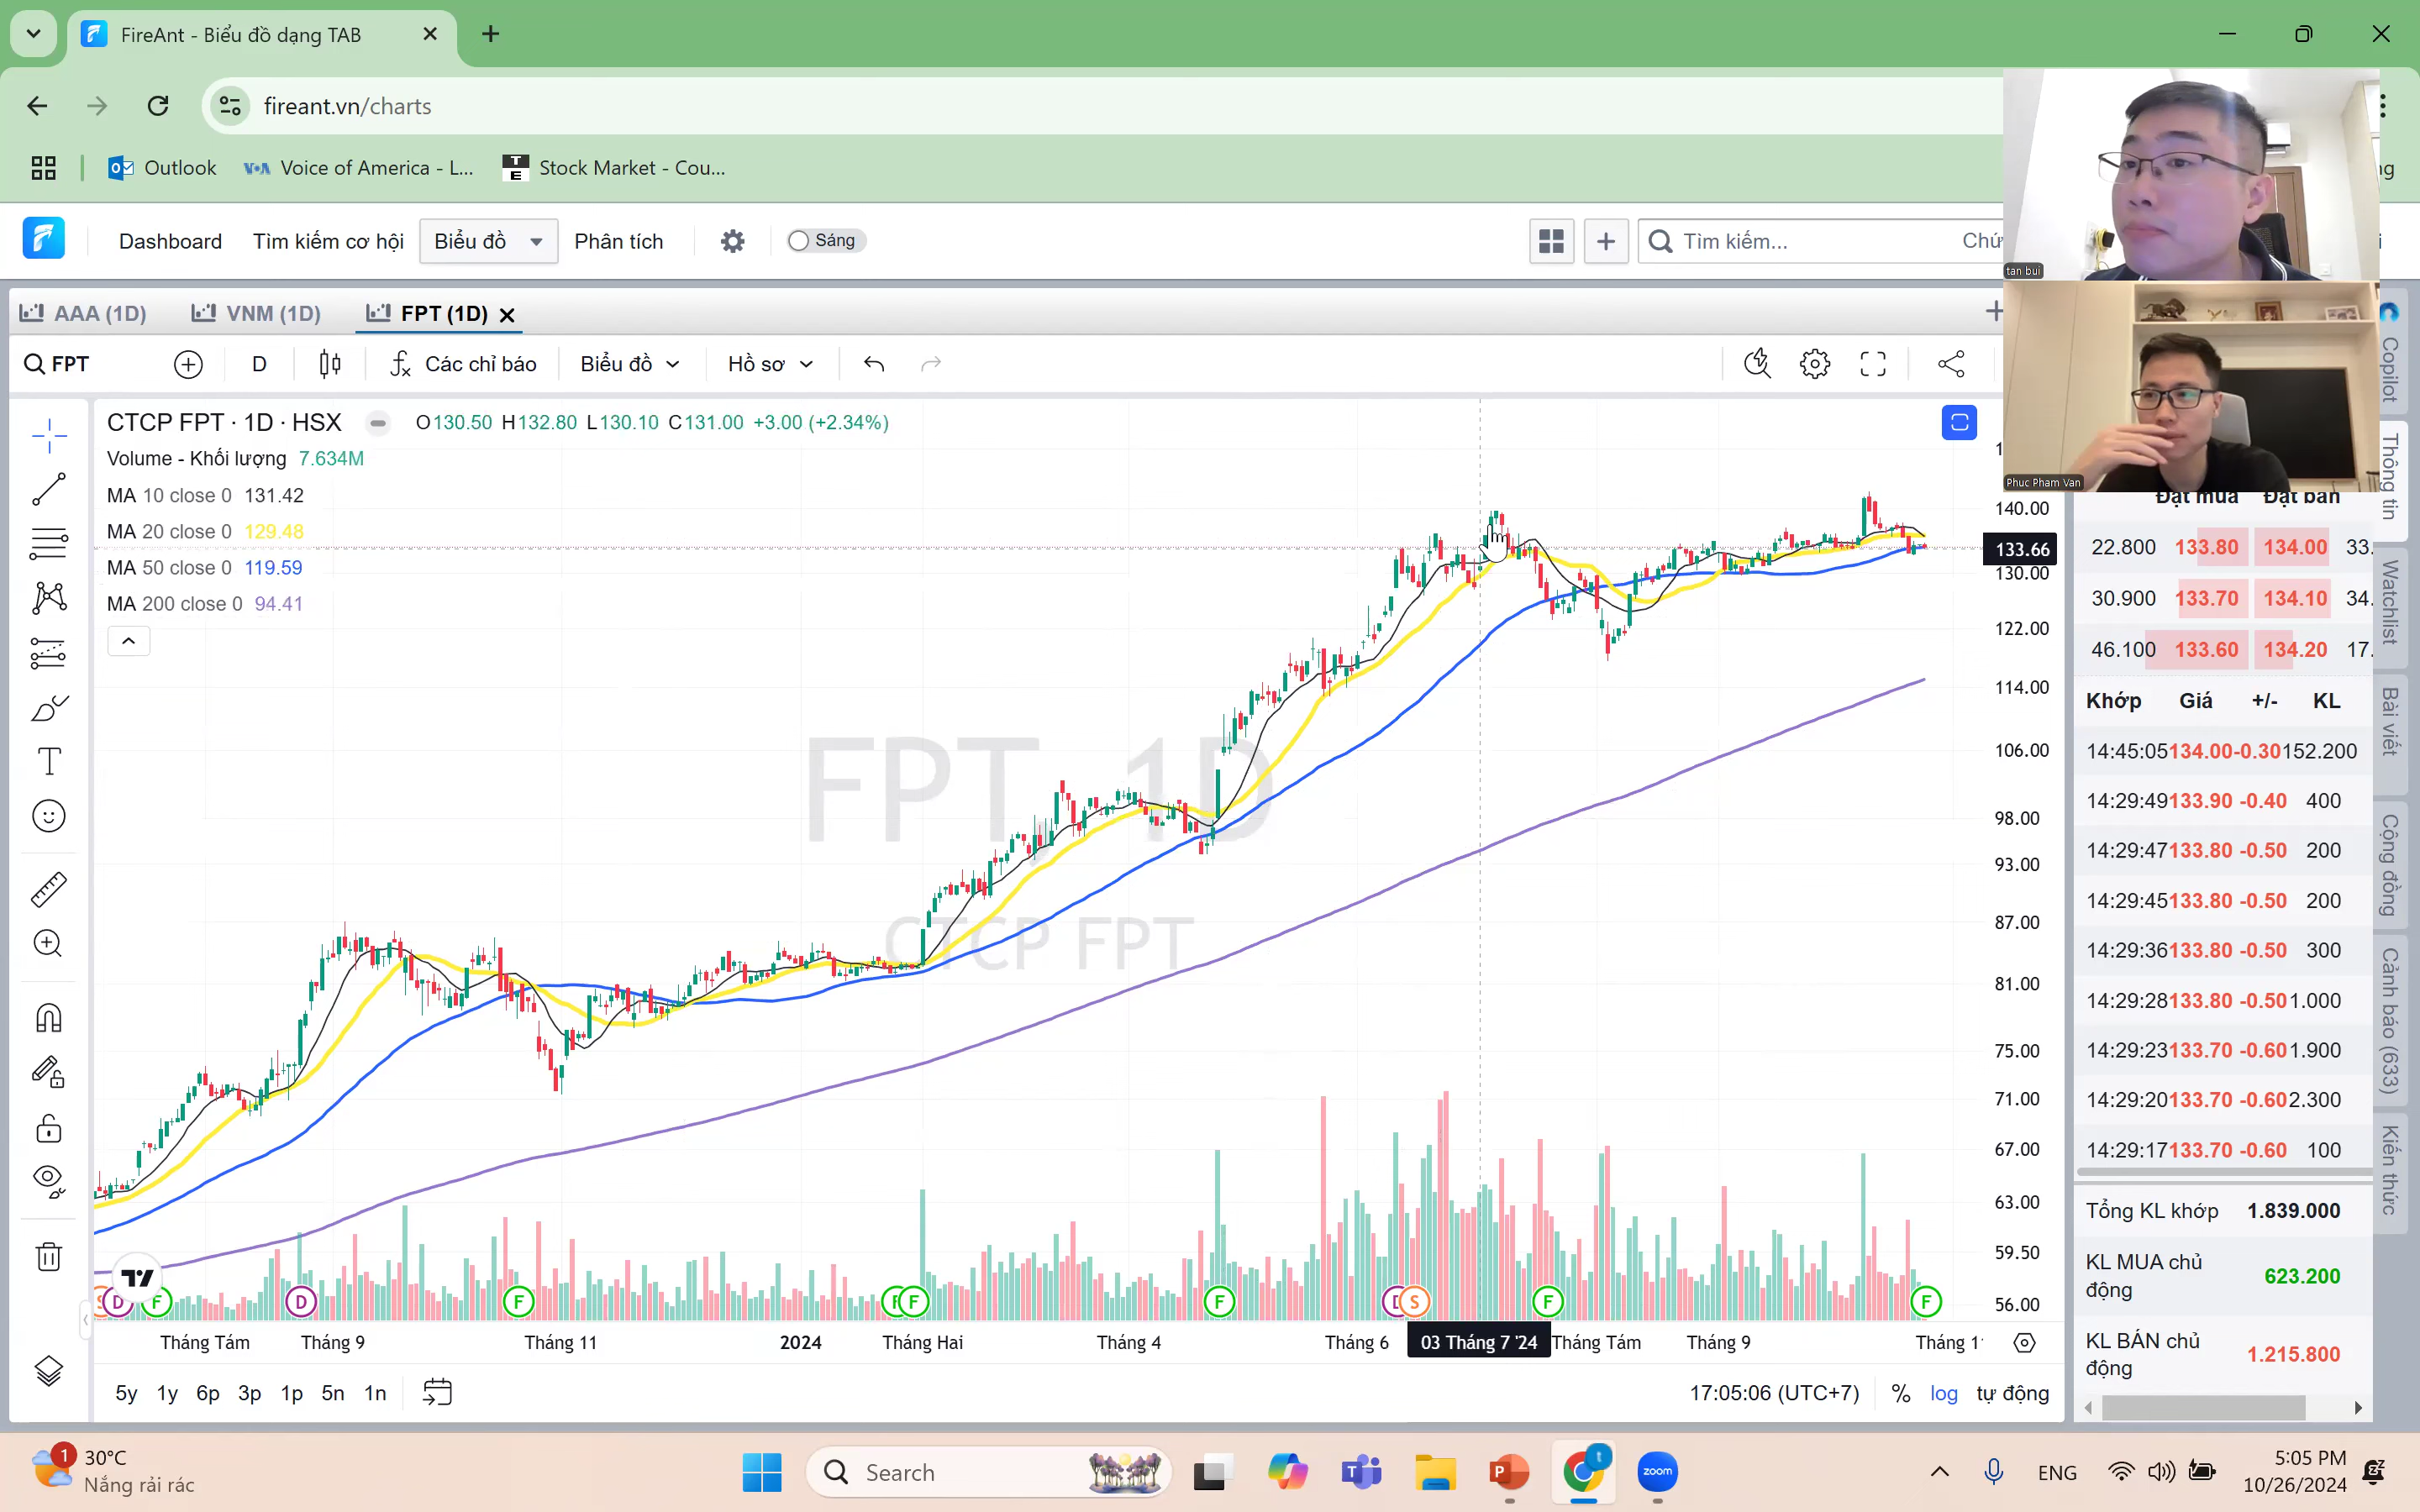 FireAnt - Biểu đồ dạng TAB
fireant.vn/charts
Outlook
VOA Voice of America - L...
Stock Market - Cou...
Dashboard Tìm kiếm cơ hội Biểu đồ Phân tích Sáng Tìm kiếm...
tan bui
AAA (1D) VNM (1D) FPT (1D)
FPT D Các chỉ báo Biểu đồ Hồ sơ
CTCP FPT · 1D · HSX O130.50 H132.80 L130.10 C131.00 +3.00 (+2.34%)
Volume - Khối lượng 7.634M
MA 10 close 0 131.42
MA 20 close 0 129.48
MA 50 close 0 119.59
MA 200 close 0 94.41
FPT, 1D
CTCP FPT
140.00
133.66
130.00
122.00
114.00
106.00
98.00
93.00
87.00
81.00
75.00
71.00
67.00
63.00
59.50
56.00
D F D F F F S F F
Tháng Tám Tháng 9 Tháng 11 2024 Tháng Hai Tháng 4 Tháng 6 03 Tháng 7 '24 Tháng Tám Tháng 9
5y 1y 6p 3p 1p 5n 1n
17:05:06 (UTC+7) % log tự động
Phuc Pham Van
Đặt mua Đặt bán
22.800 133.80 134.00 33.
30.900 133.70 134.10 34.
46.100 133.60 134.20 17.
Khớp Giá +/- KL
14:45:05 134.00 -0.30 152.200
14:29:49 133.90 -0.40 400
14:29:47 133.80 -0.50 200
14:29:45 133.80 -0.50 200
14:29:36 133.80 -0.50 300
14:29:28 133.80 -0.50 1.000
14:29:23 133.70 -0.60 1.900
14:29:20 133.70 -0.60 2.300
14:29:17 133.70 -0.60 100
Tổng KL khớp 1.839.000
KL MUA chủ động 623.200
KL BÁN chủ động 1.215.800
Copilot
Thông tin
Watchlist
Bài viết
Cộng đồng
Cảnh báo (633)
Kiến thức
1
30°C
Nắng rải rác
Search
zoom
ENG
5:05 PM
10/26/2024